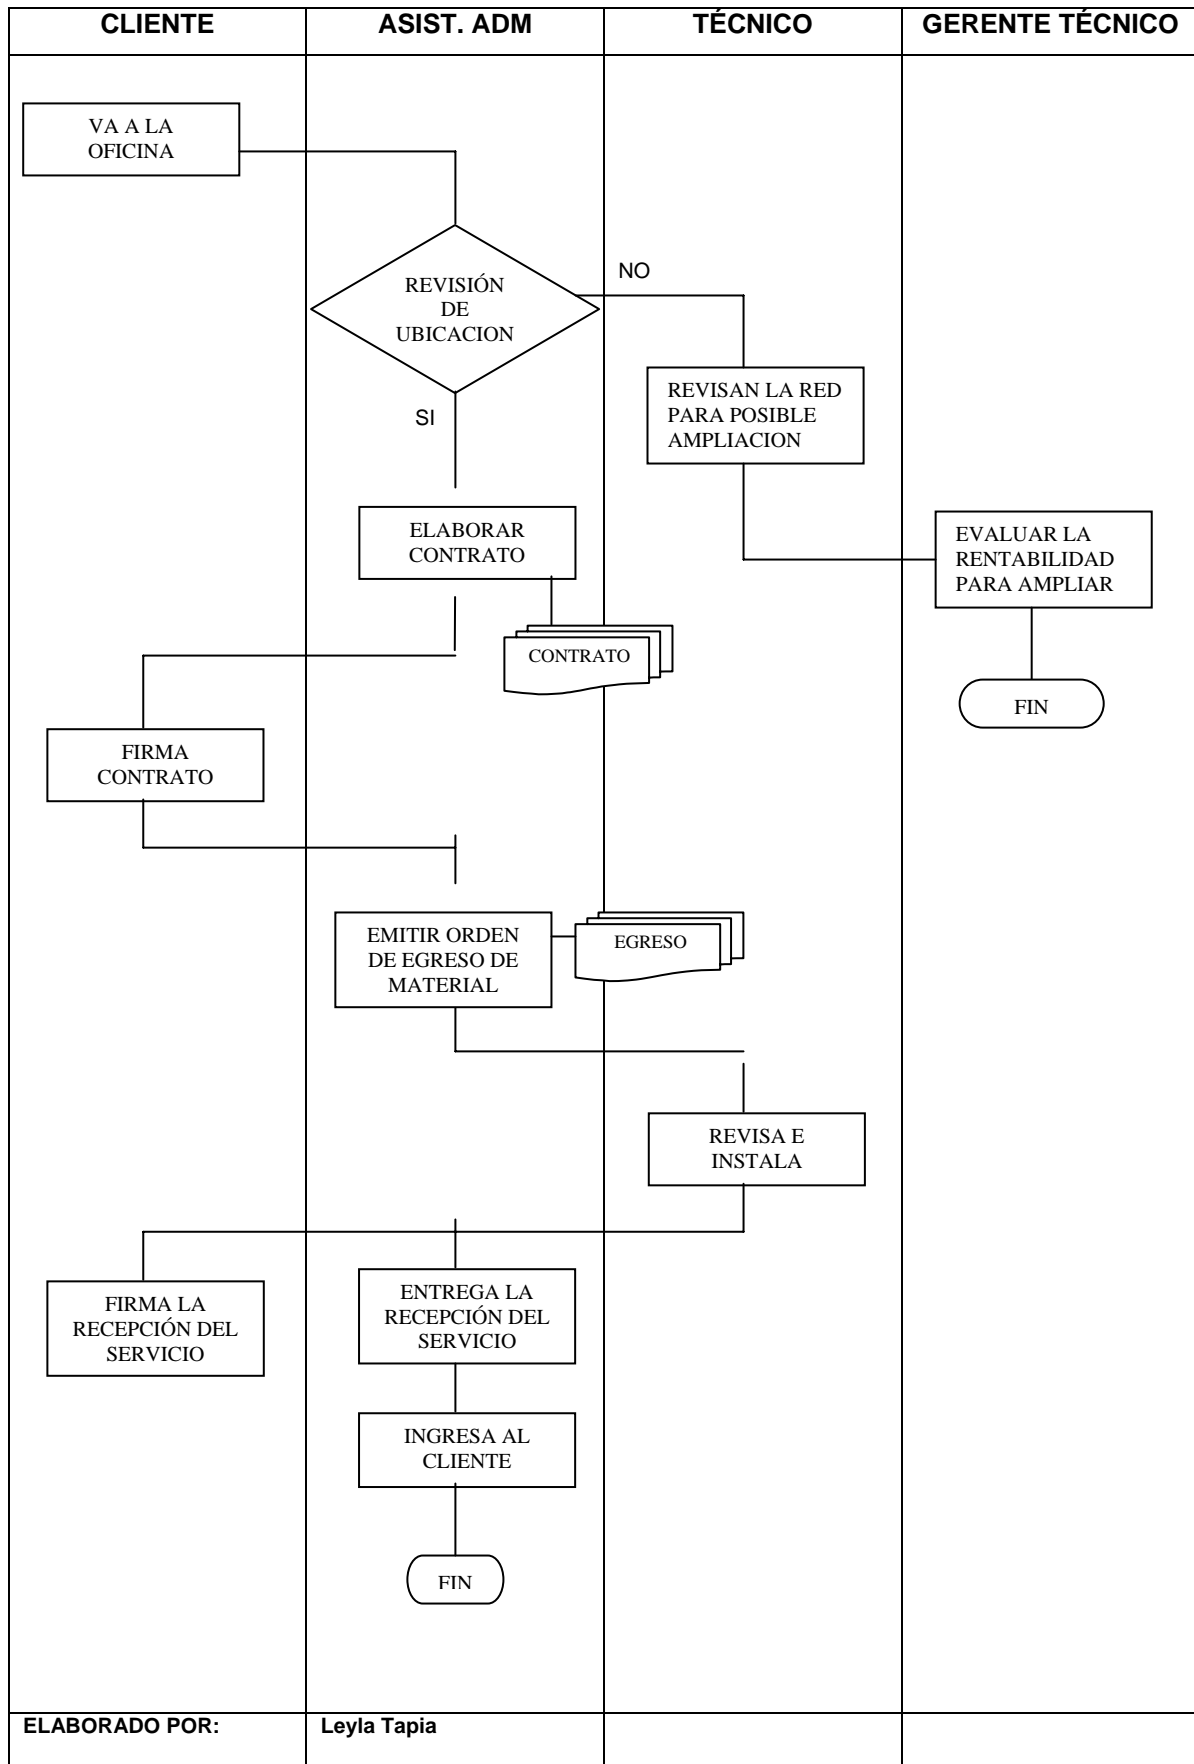 CLIENTE
ASIST. ADM
TÉCNICO
GERENTE TÉCNICO
VA A LA
OFICINA
REVISIÓN
DE
UBICACION
NO
SI
REVISAN LA RED
PARA POSIBLE
AMPLIACION
ELABORAR
CONTRATO
EVALUAR LA
RENTABILIDAD
PARA AMPLIAR
CONTRATO
FIN
FIRMA
CONTRATO
EMITIR ORDEN
DE EGRESO DE
MATERIAL
EGRESO
REVISA E
INSTALA
FIRMA LA
RECEPCIÓN DEL
SERVICIO
ENTREGA LA
RECEPCIÓN DEL
SERVICIO
INGRESA AL
CLIENTE
FIN
ELABORADO POR:
Leyla Tapia